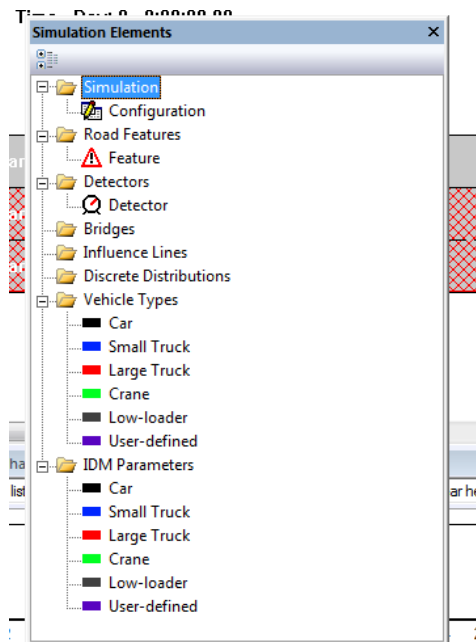 Simulation Elements
Simulation
Configuration
Road Features
Feature
Detectors
Detector
Bridges
Influence Lines
Discrete Distributions
Vehicle Types
Car
Small Truck
Large Truck
Crane
Low-loader
User-defined
IDM Parameters
Car
Small Truck
Large Truck
Crane
Low-loader
User-defined